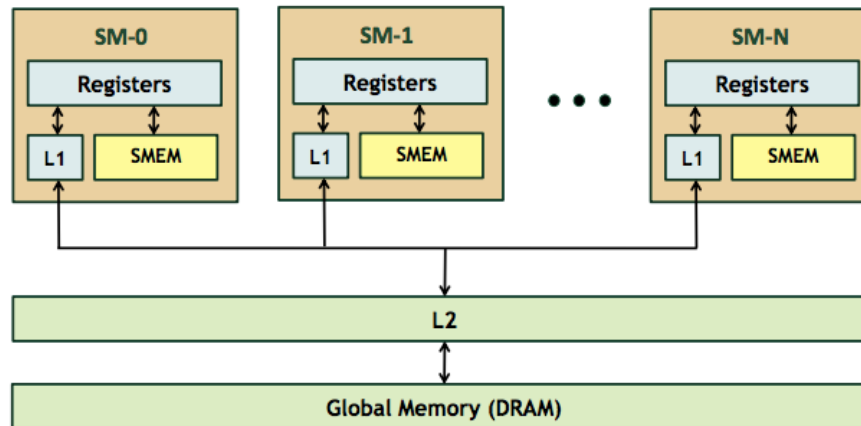 SM-0
SM-1
SM-N
Registers
Registers
Registers
L1
SMEM
L1
SMEM
L1
SMEM
L2
Global Memory (DRAM)